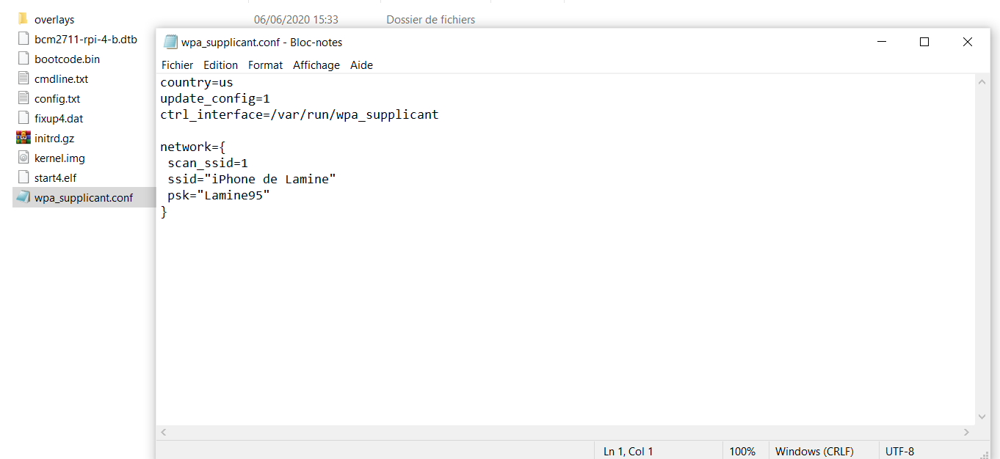 overlays
06/06/2020 15:33
Dossier de fichiers
bcm2711-rpi-4-b.dtb
bootcode.bin
cmdline.txt
config.txt
fixup4.dat
initrd.gz
kernel.img
start4.elf
wpa_supplicant.conf
wpa_supplicant.conf - Bloc-notes
Fichier Edition Format Affichage Aide
country=us
update_config=1
ctrl_interface=/var/run/wpa_supplicant
network={
scan_ssid=1
ssid="iPhone de Lamine"
psk="Lamine95"
}
Ln 1, Col 1
100%
Windows (CRLF)
UTF-8